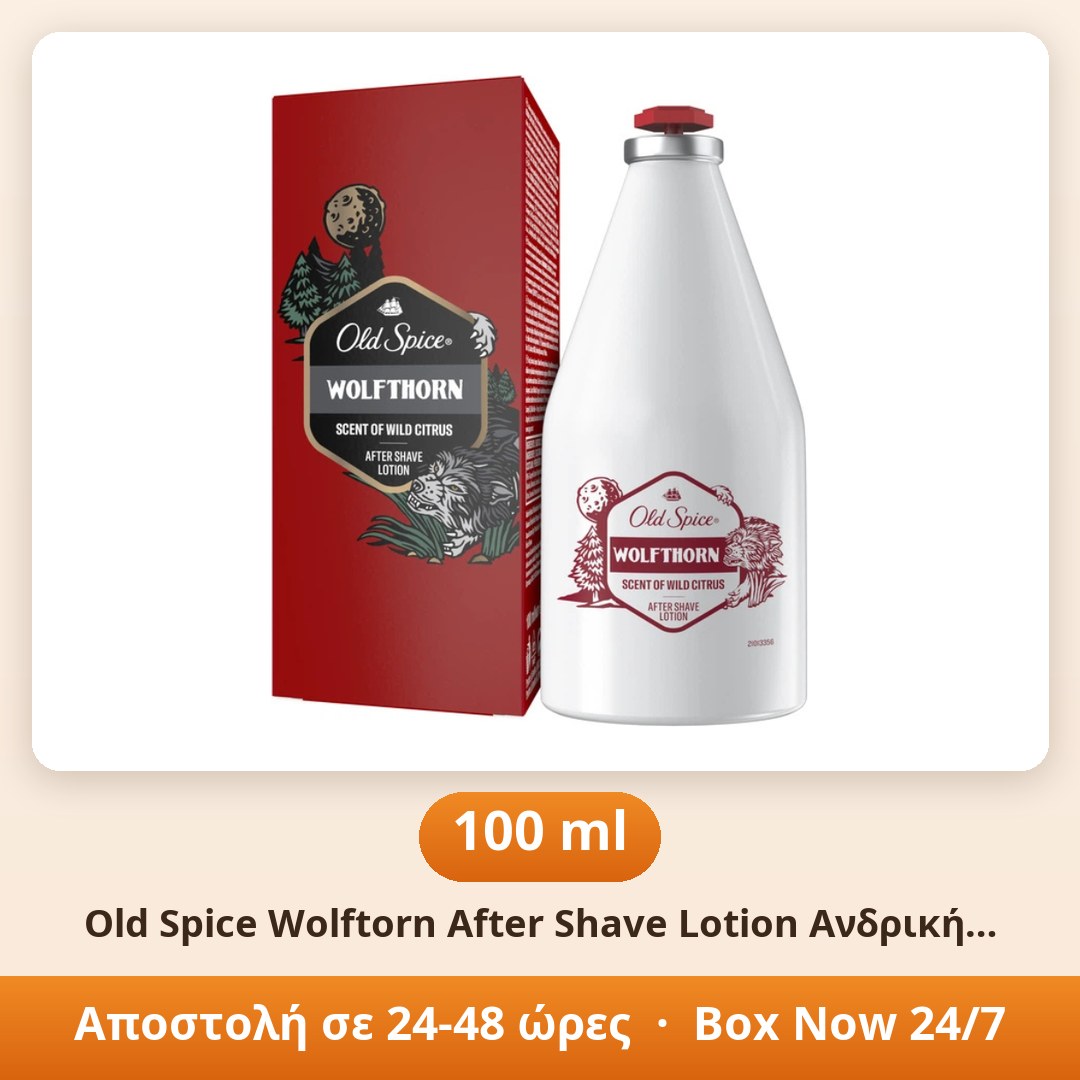 Old Spice®
WOLFTHORN
SCENT OF WILD CITRUS
AFTER SHAVE
LOTION
Old Spice®
WOLFTHORN
SCENT OF WILD CITRUS
AFTER SHAVE
LOTION
100 ml
Old Spice Wolftorn After Shave Lotion Ανδρική...
Αποστολή σε 24-48 ώρες · Box Now 24/7